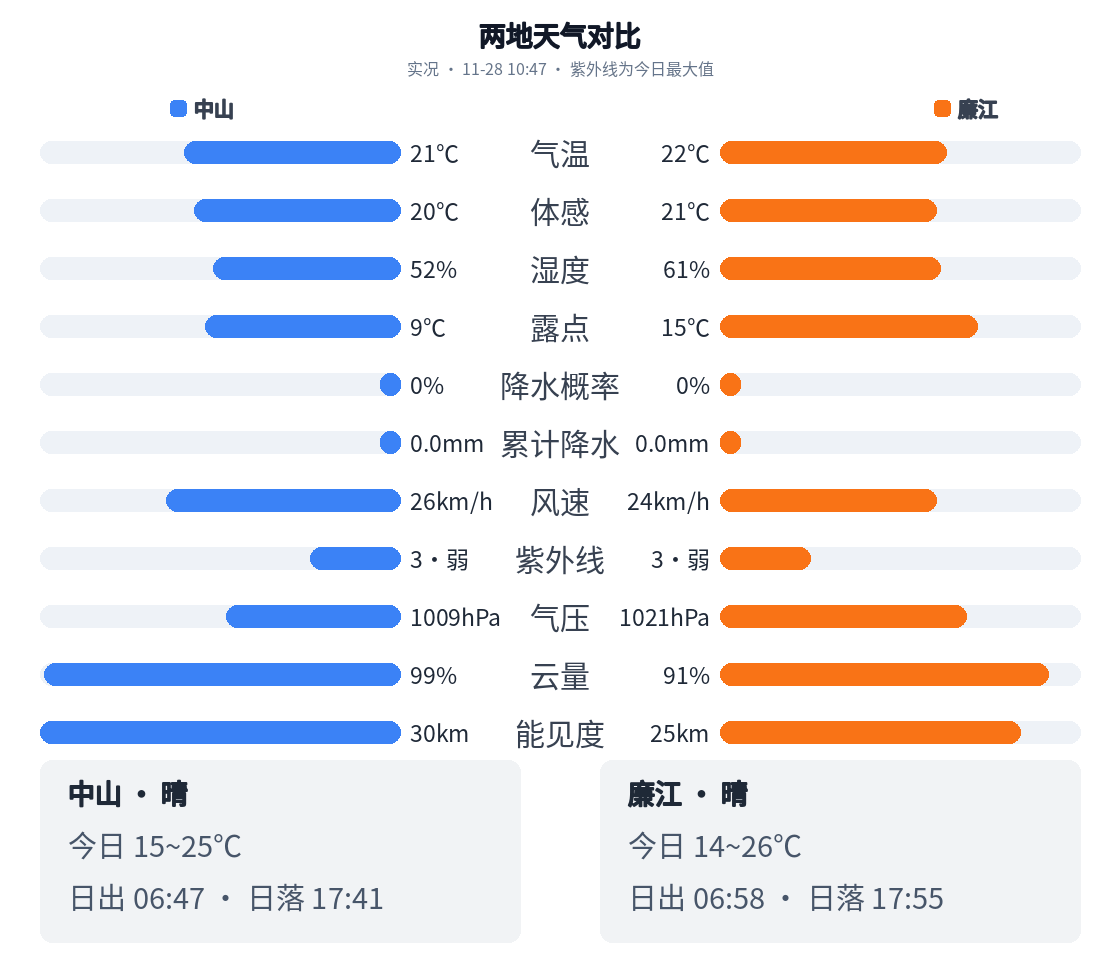 两地天气对比
实况 · 11-28 10:47 · 紫外线为今日最大值
中山 廉江
21℃ 气温 22℃
20℃ 体感 21℃
52% 湿度 61%
9℃ 露点 15℃
0% 降水概率 0%
0.0mm 累计降水 0.0mm
26km/h 风速 24km/h
3·弱 紫外线 3·弱
1009hPa 气压 1021hPa
99% 云量 91%
30km 能见度 25km
中山 · 晴
今日 15~25℃
日出 06:47 · 日落 17:41
廉江 · 晴
今日 14~26℃
日出 06:58 · 日落 17:55